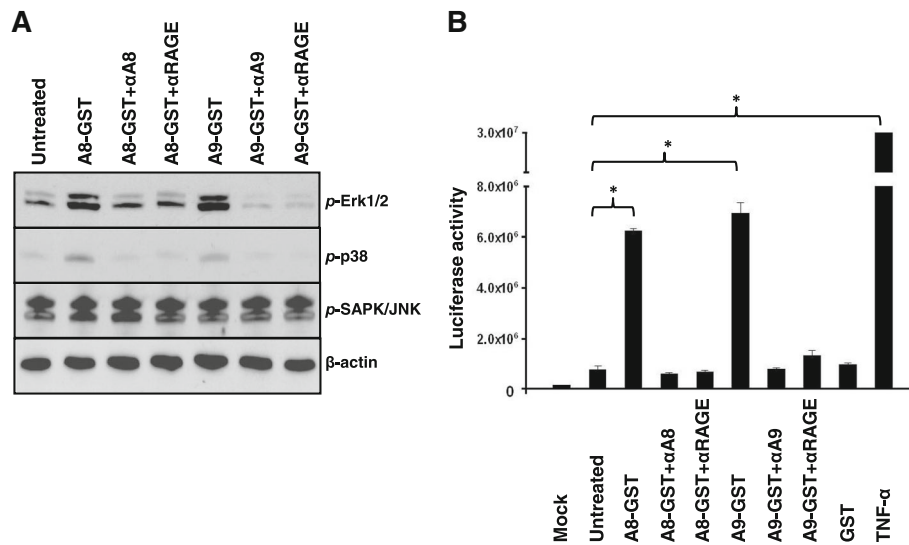 A
Untreated
A8-GST
A8-GST+αA8
A8-GST+αRAGE
A9-GST
A9-GST+αA9
A9-GST+αRAGE
p-Erk1/2
p-p38
p-SAPK/JNK
β-actin
B
Luciferase activity
3.0x10⁷
8.0x10⁶
6.0x10⁶
4.0x10⁶
2.0x10⁶
0
*
*
*
Mock
Untreated
A8-GST
A8-GST+αA8
A8-GST+αRAGE
A9-GST
A9-GST+αA9
A9-GST+αRAGE
GST
TNF-α